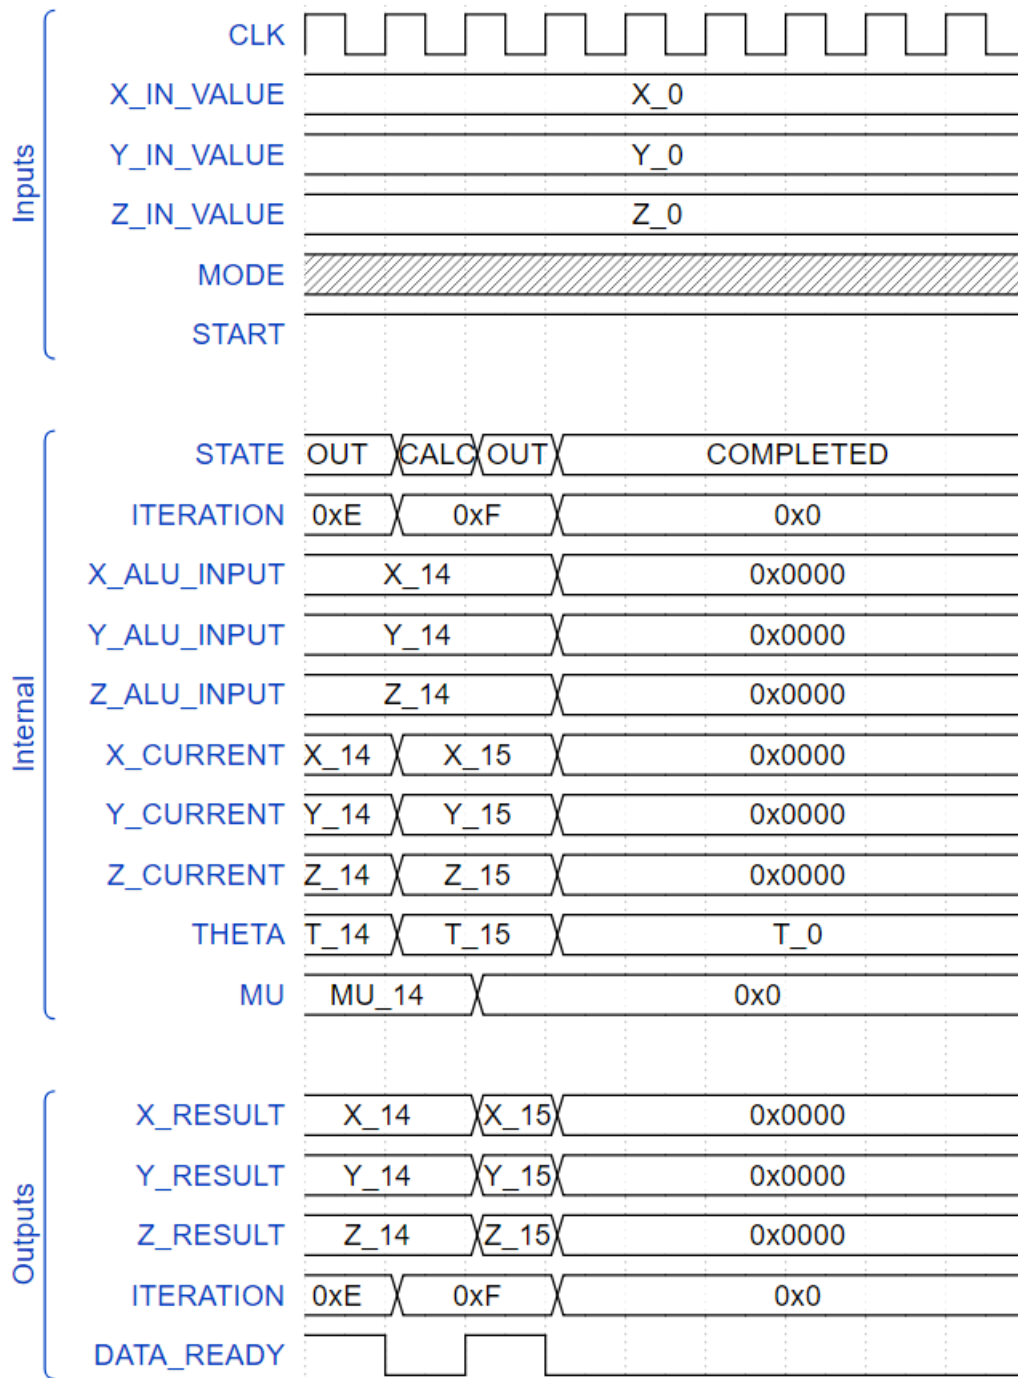 Inputs
CLK
X_IN_VALUE X_0
Y_IN_VALUE Y_0
Z_IN_VALUE Z_0
MODE
START
Internal
STATE OUT CALC OUT COMPLETED
ITERATION 0xE 0xF 0x0
X_ALU_INPUT X_14 0x0000
Y_ALU_INPUT Y_14 0x0000
Z_ALU_INPUT Z_14 0x0000
X_CURRENT X_14 X_15 0x0000
Y_CURRENT Y_14 Y_15 0x0000
Z_CURRENT Z_14 Z_15 0x0000
THETA T_14 T_15 T_0
MU MU_14 0x0
Outputs
X_RESULT X_14 X_15 0x0000
Y_RESULT Y_14 Y_15 0x0000
Z_RESULT Z_14 Z_15 0x0000
ITERATION 0xE 0xF 0x0
DATA_READY